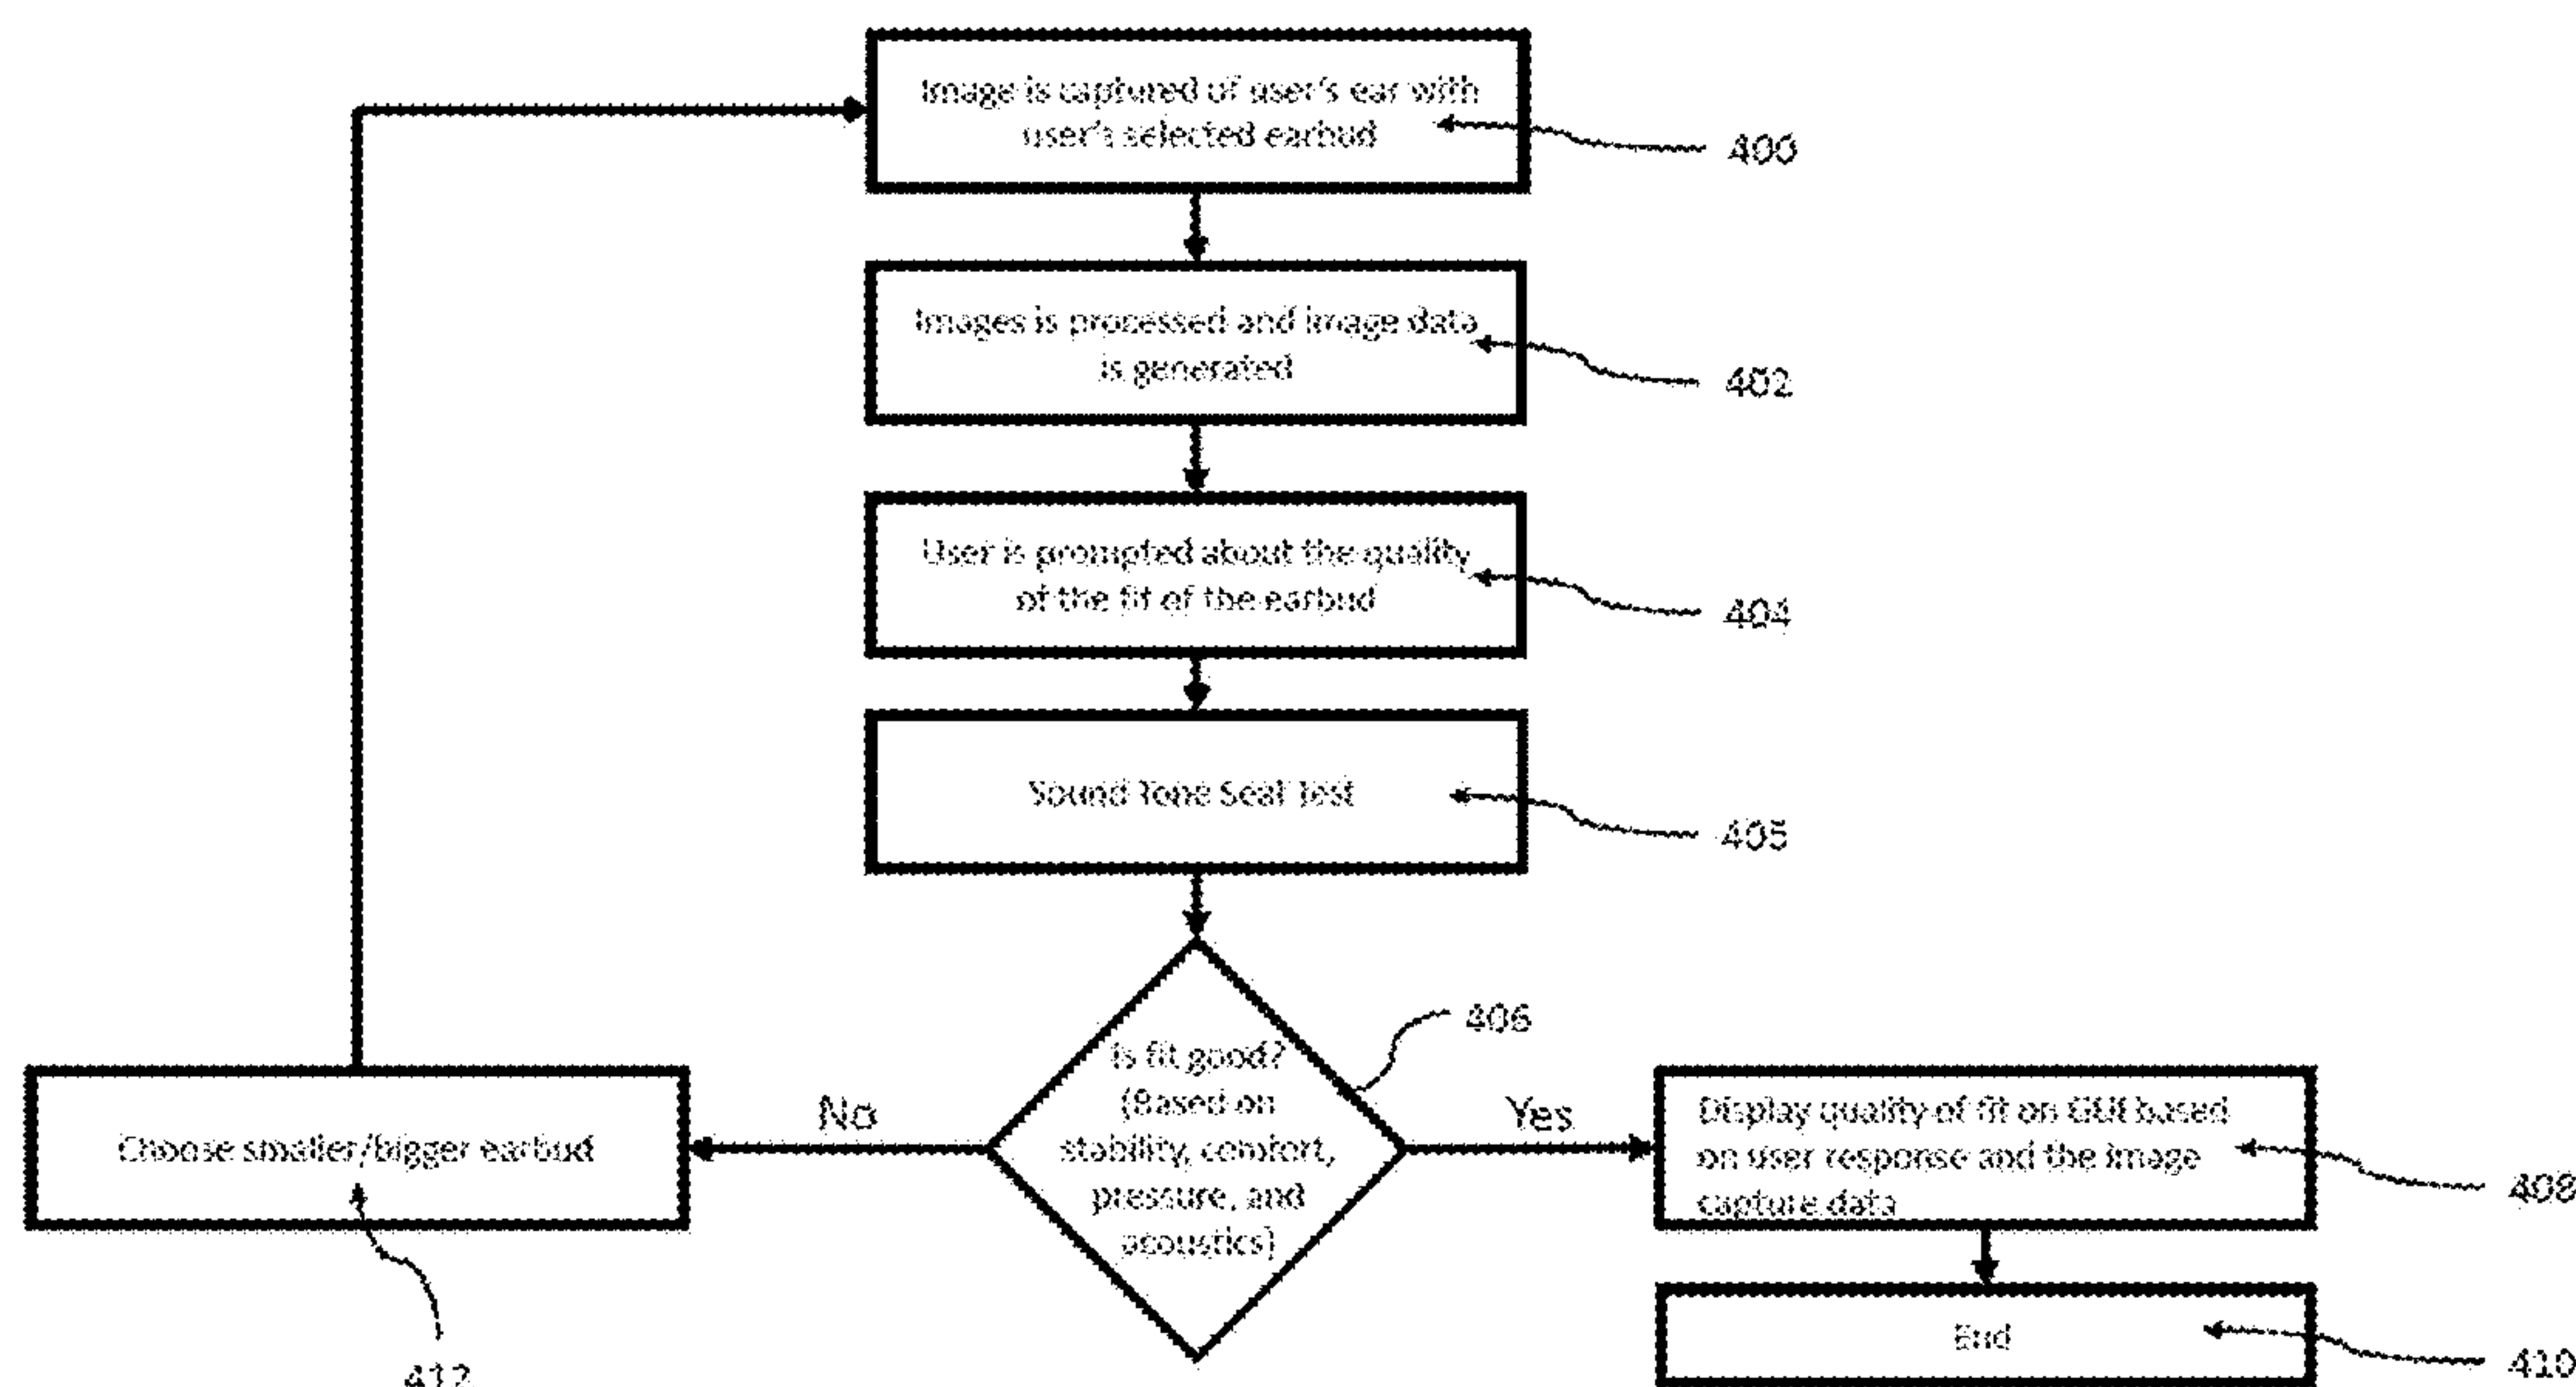 Image is captured of user's ear with
user's selected earbud
400
Images is processed and image data
is generated
402
User is prompted about the quality
of the fit of the earbud
404
Sound Tone Seal Test
405
Is fit good?
(Based on
stability, comfort,
pressure, and
acoustics)
406
No
Yes
Choose smaller/bigger earbud
412
Display quality of fit on GUI based
on user response and the image
capture data
408
End
410